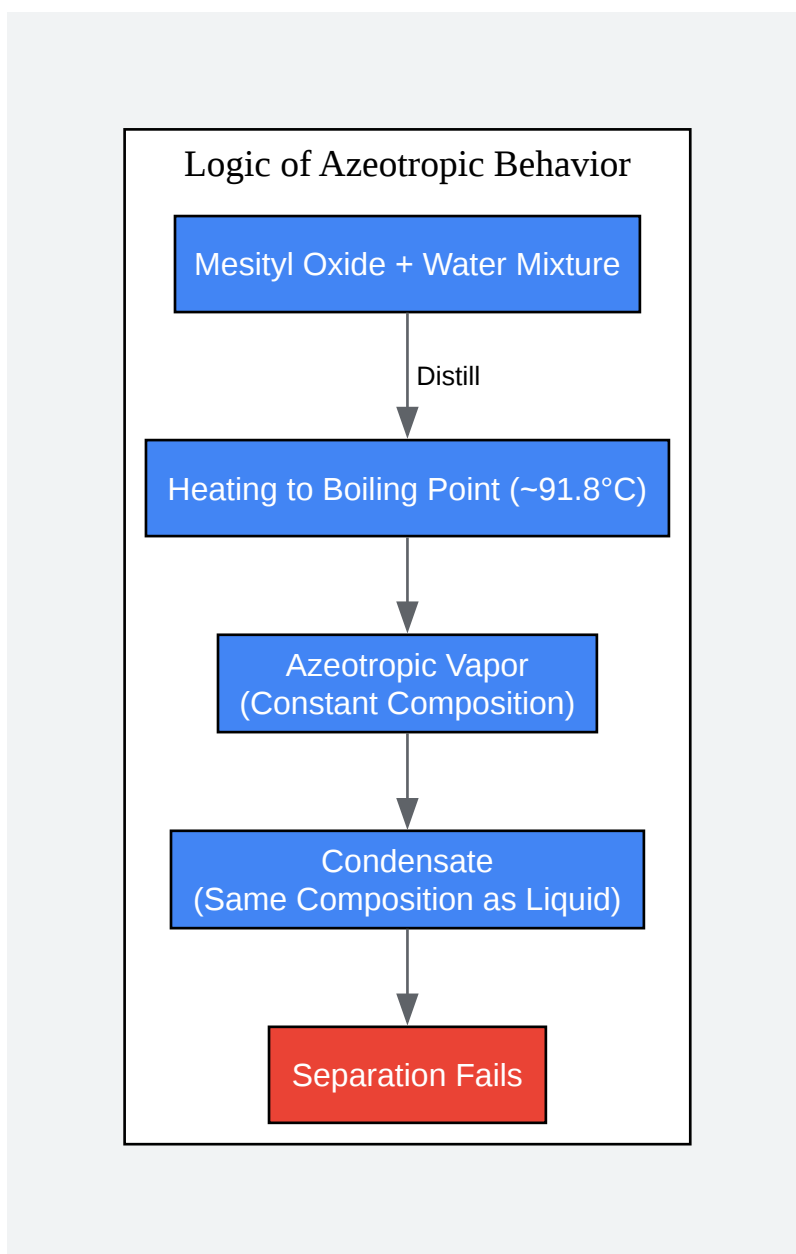 Logic of Azeotropic Behavior
Mesityl Oxide + Water Mixture
Distill
Heating to Boiling Point (~91.8°C)
Azeotropic Vapor
(Constant Composition)
Condensate
(Same Composition as Liquid)
Separation Fails